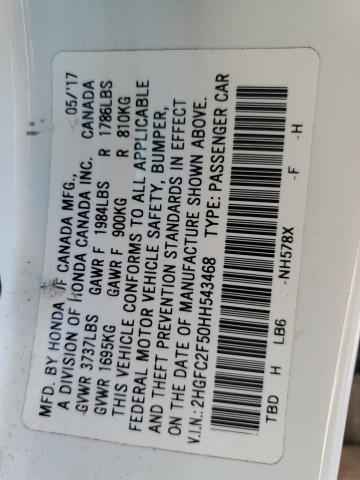 MFD. BY HONDA OF CANADA MFG., 05/'17
A DIVISION OF HONDA CANADA INC. CANADA
GVWR 3737LBS GAWR F 1984LBS R 1786LBS
GVWR 1695KG GAWR F 900KG R 810KG
THIS VEHICLE CONFORMS TO ALL APPLICABLE
FEDERAL MOTOR VEHICLE SAFETY, BUMPER,
AND THEFT PREVENTION STANDARDS IN EFFECT
ON THE DATE OF MANUFACTURE SHOWN ABOVE.
V.I.N.: 2HGFC2F50HH543468 TYPE: PASSENGER CAR
TBD H LB6 -NH578X -F -H